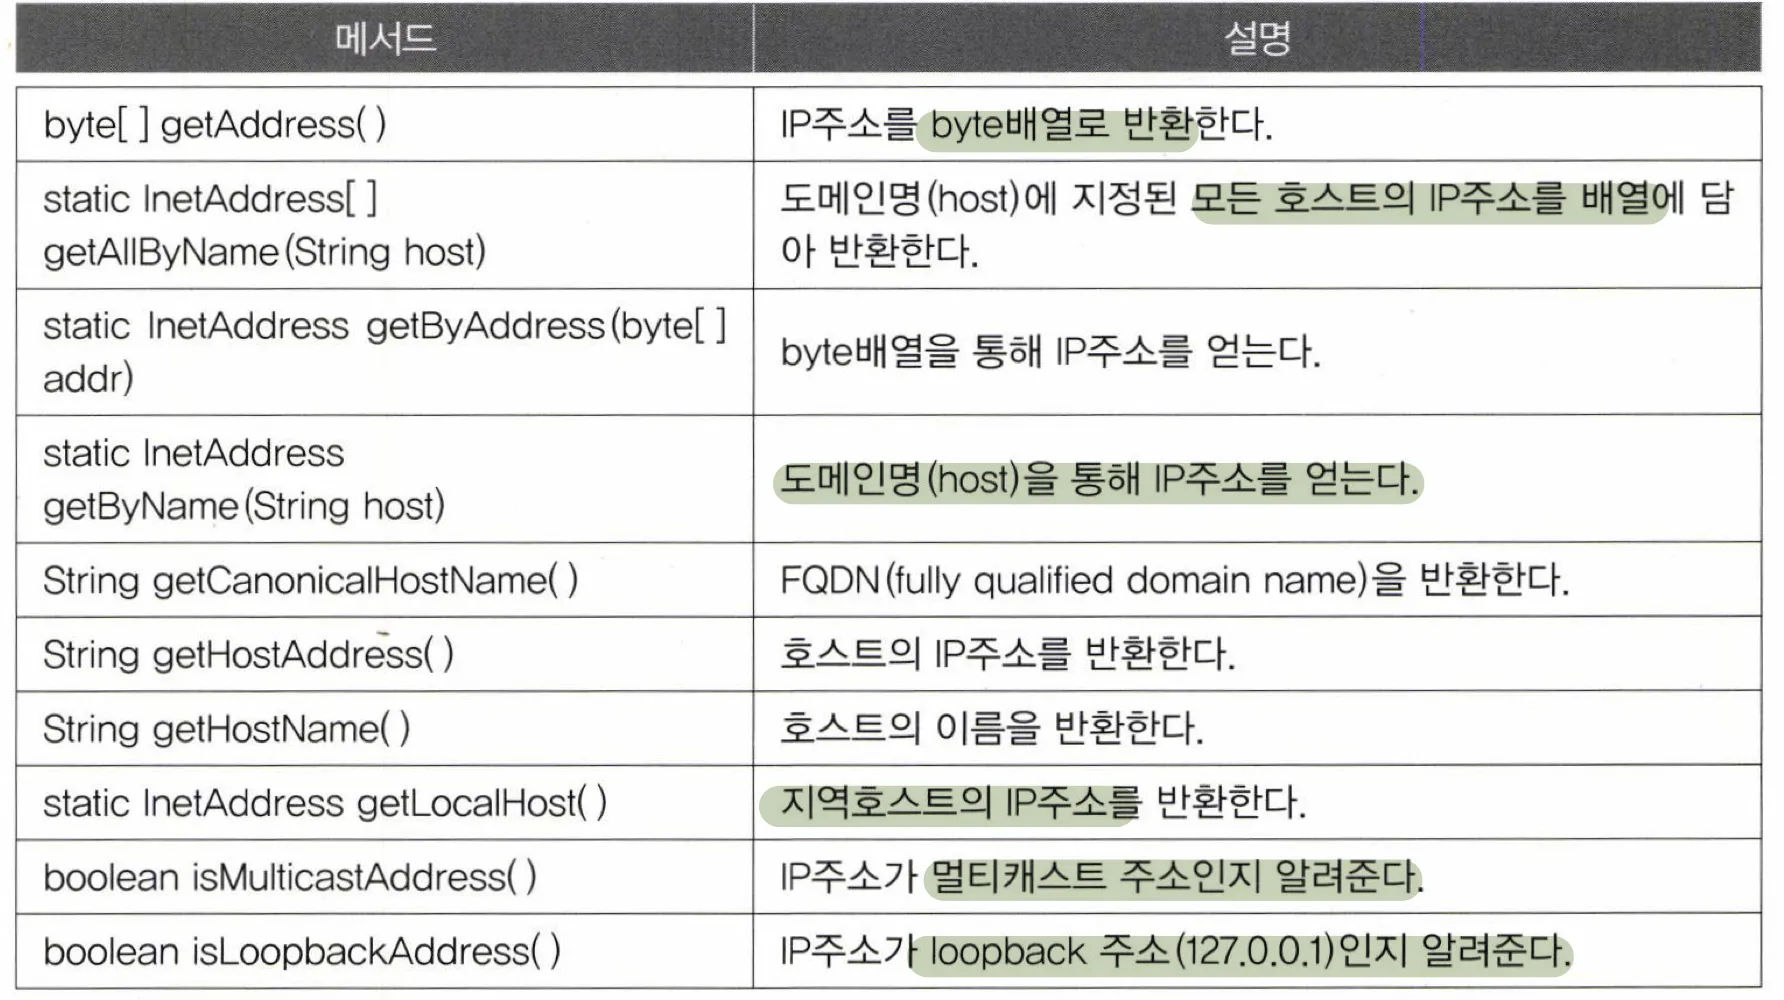 메서드 설명
byte[ ] getAddress( ) IP주소를 byte배열로 반환한다.
static InetAddress[ ]
getAllByName(String host)
도메인명(host)에 지정된 모든 호스트의 IP주소를 배열에 담
아 반환한다.
static InetAddress getByAddress(byte[ ]
addr)
byte배열을 통해 IP주소를 얻는다.
static InetAddress
getByName(String host)
도메인명(host)을 통해 IP주소를 얻는다.
String getCanonicalHostName( ) FQDN(fully qualified domain name)을 반환한다.
String getHostAddress( ) 호스트의 IP주소를 반환한다.
String getHostName( ) 호스트의 이름을 반환한다.
static InetAddress getLocalHost( ) 지역호스트의 IP주소를 반환한다.
boolean isMulticastAddress( ) IP주소가 멀티캐스트 주소인지 알려준다.
boolean isLoopbackAddress( ) IP주소가 loopback 주소(127.0.0.1)인지 알려준다.